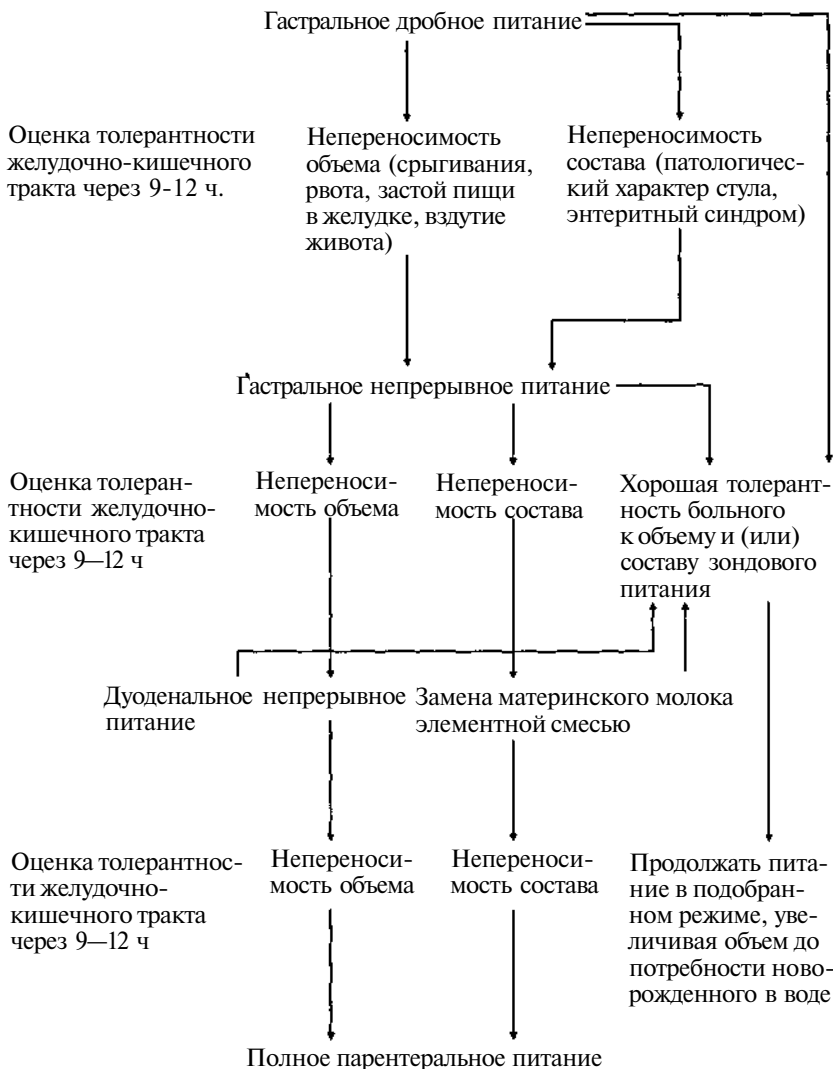 Гастральное дробное питание
Оценка толерантности
желудочно-кишечного
тракта через 9-12 ч.
Непереносимость
объема (срыгивания,
рвота, застой пищи
в желудке, вздутие
живота)
Непереносимость
состава (патологичес-
кий характер стула,
энтеритный синдром)
Гастральное непрерывное питание
Оценка толеран-
тности желудочно-
кишечного тракта
через 9—12 ч
Непереноси-
мость объема
Непереноси-
мость состава
Хорошая толерант-
ность больного
к объему и (или)
составу зондового
питания
Дуоденальное непрерывное
питание
Замена материнского молока
элементной смесью
Оценка толерантнос-
ти желудочно-
кишечного тракта
через 9—12 ч
Непереноси-
мость объема
Непереноси-
мость состава
Продолжать пита-
ние в подобран-
ном режиме, уве-
личивая объем до
потребности ново-
рожденного в воде
Полное парентеральное питание